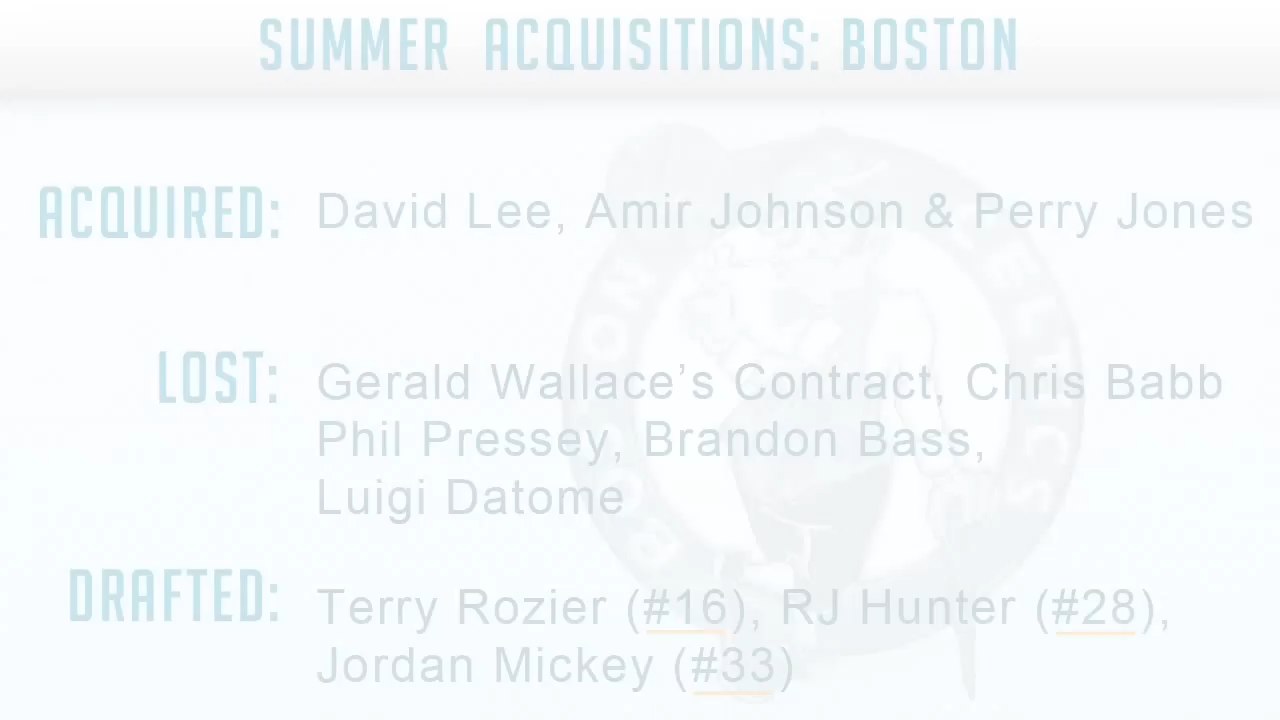 SUMMER ACQUISITIONS: BOSTON
ACQUIRED: David Lee, Amir Johnson & Perry Jones
LOST: Gerald Wallace’s Contract, Chris Babb
Phil Pressey, Brandon Bass,
Luigi Datome
DRAFTED: Terry Rozier (#16), RJ Hunter (#28),
Jordan Mickey (#33)